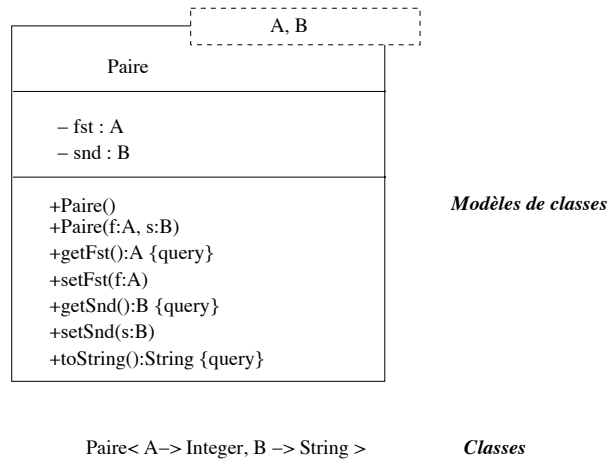 A, B
Paire
– fst : A
– snd : B
+Paire()
+Paire(f:A, s:B)
+getFst():A {query}
+setFst(f:A)
+getSnd():B {query}
+setSnd(s:B)
+toString():String {query}
Modèles de classes
Paire< A–> Integer, B –> String >
Classes